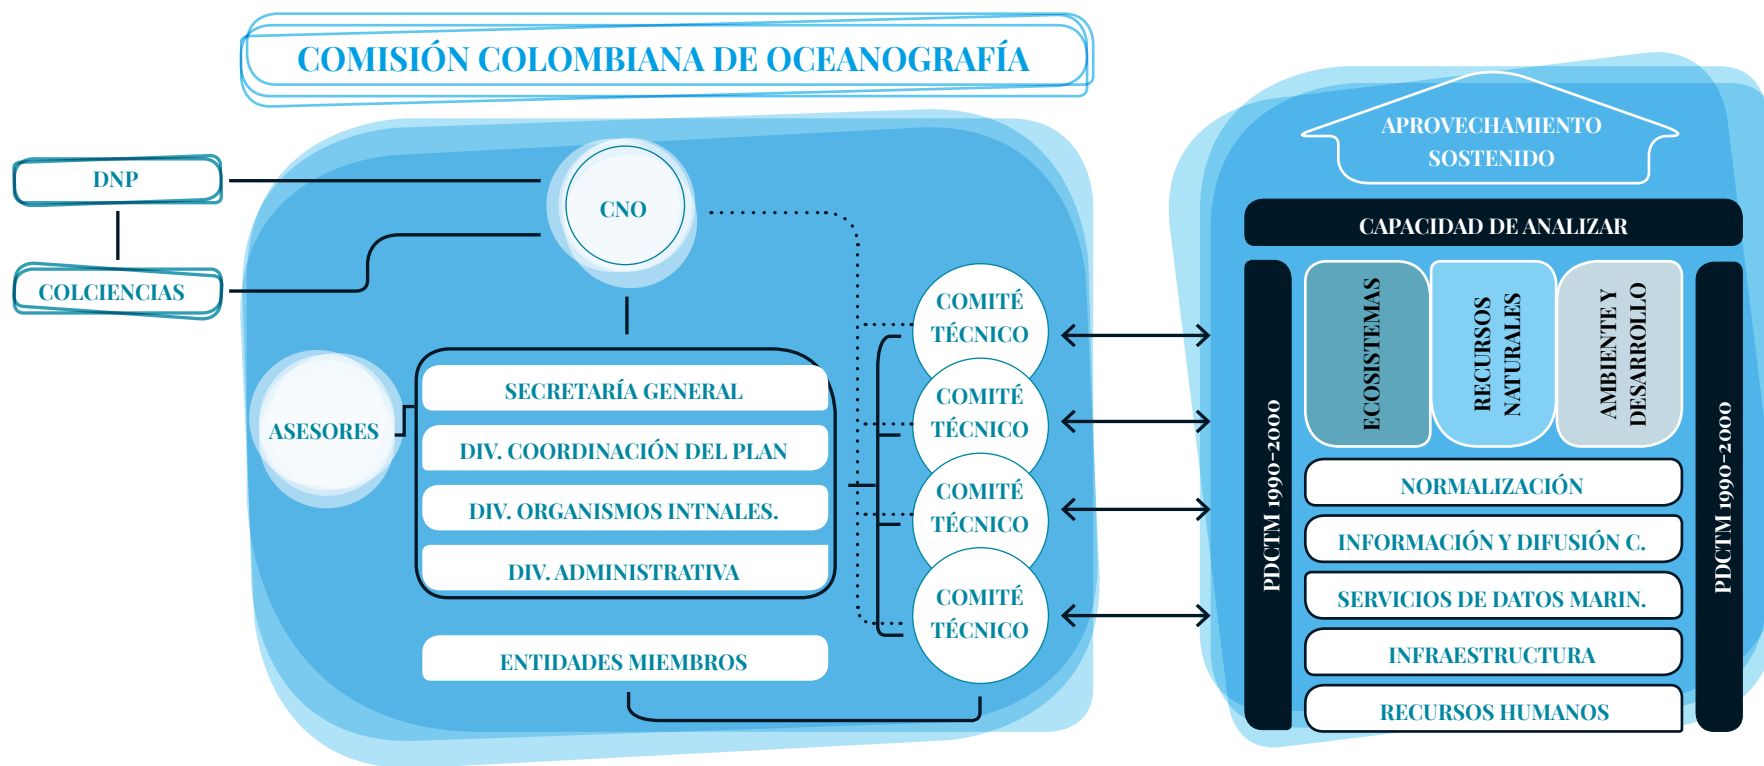 COMISIÓN COLOMBIANA DE OCEANOGRAFÍA
DNP
COLCIENCIAS
CNO
ASESORES
SECRETARÍA GENERAL
DIV. COORDINACIÓN DEL PLAN
DIV. ORGANISMOS INTNALES.
DIV. ADMINISTRATIVA
ENTIDADES MIEMBROS
COMITÉ
TÉCNICO
COMITÉ
TÉCNICO
COMITÉ
TÉCNICO
COMITÉ
TÉCNICO
APROVECHAMIENTO
SOSTENIDO
CAPACIDAD DE ANALIZAR
PDCTM 1990-2000
ECOSISTEMAS
RECURSOS
NATURALES
AMBIENTE Y
DESARROLLO
NORMALIZACIÓN
INFORMACIÓN Y DIFUSIÓN C.
SERVICIOS DE DATOS MARIN.
INFRAESTRUCTURA
RECURSOS HUMANOS
PDCTM 1990-2000